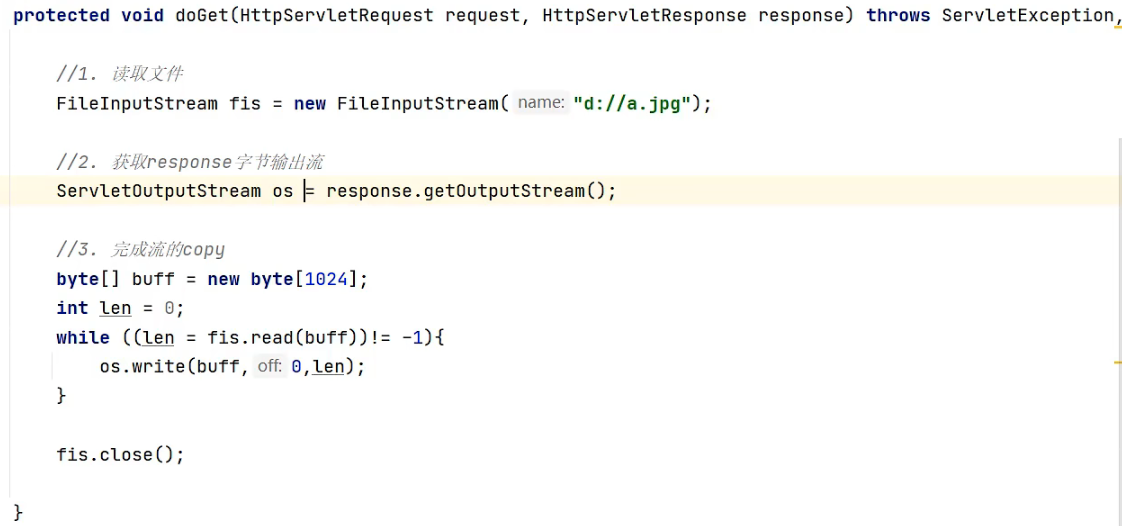 protected void doGet(HttpServletRequest request, HttpServletResponse response) throws ServletException,
//1. 读取文件
FileInputStream fis = new FileInputStream( name: "d://a.jpg");
//2. 获取response字节输出流
ServletOutputStream os = response.getOutputStream();
//3. 完成流的copy
byte[] buff = new byte[1024];
int len = 0;
while ((len = fis.read(buff))!= -1){
os.write(buff, off: 0,len);
}
fis.close();
}